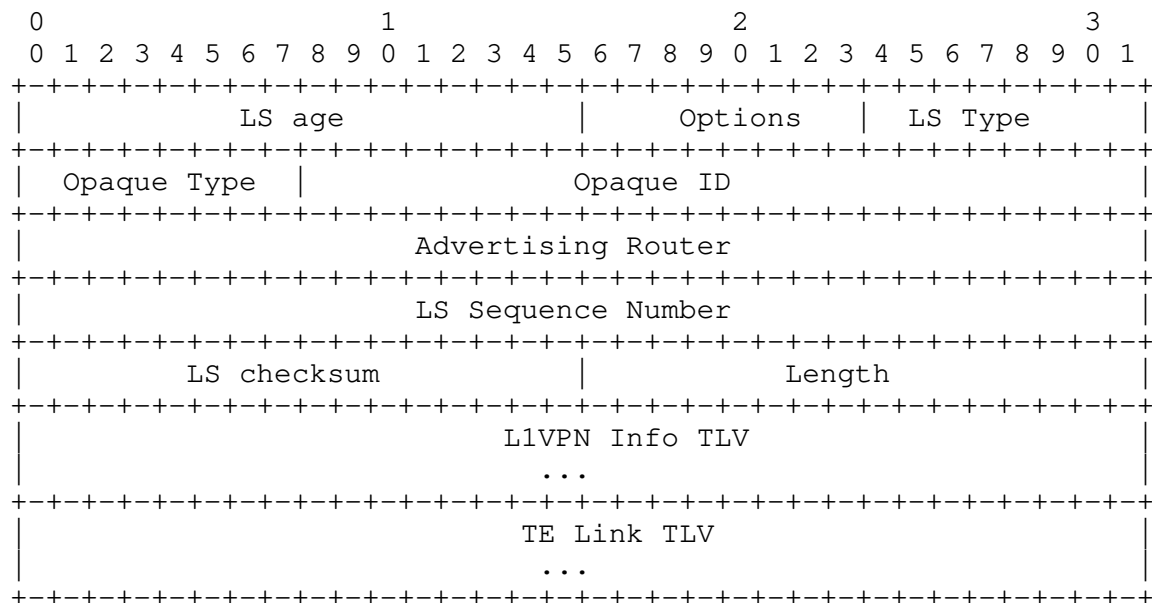 0                   1                   2                   3
 0 1 2 3 4 5 6 7 8 9 0 1 2 3 4 5 6 7 8 9 0 1 2 3 4 5 6 7 8 9 0 1
+-+-+-+-+-+-+-+-+-+-+-+-+-+-+-+-+-+-+-+-+-+-+-+-+-+-+-+-+-+-+-+-+
|            LS age             |     Options   |  LS Type      |
+-+-+-+-+-+-+-+-+-+-+-+-+-+-+-+-+-+-+-+-+-+-+-+-+-+-+-+-+-+-+-+-+
|  Opaque Type  |               Opaque ID                       |
+-+-+-+-+-+-+-+-+-+-+-+-+-+-+-+-+-+-+-+-+-+-+-+-+-+-+-+-+-+-+-+-+
|                      Advertising Router                       |
+-+-+-+-+-+-+-+-+-+-+-+-+-+-+-+-+-+-+-+-+-+-+-+-+-+-+-+-+-+-+-+-+
|                      LS Sequence Number                       |
+-+-+-+-+-+-+-+-+-+-+-+-+-+-+-+-+-+-+-+-+-+-+-+-+-+-+-+-+-+-+-+-+
|         LS checksum           |           Length              |
+-+-+-+-+-+-+-+-+-+-+-+-+-+-+-+-+-+-+-+-+-+-+-+-+-+-+-+-+-+-+-+-+
|                           L1VPN Info TLV                      |
|                             ...                               |
+-+-+-+-+-+-+-+-+-+-+-+-+-+-+-+-+-+-+-+-+-+-+-+-+-+-+-+-+-+-+-+-+
|                            TE Link TLV                        |
|                             ...                               |
+-+-+-+-+-+-+-+-+-+-+-+-+-+-+-+-+-+-+-+-+-+-+-+-+-+-+-+-+-+-+-+-+